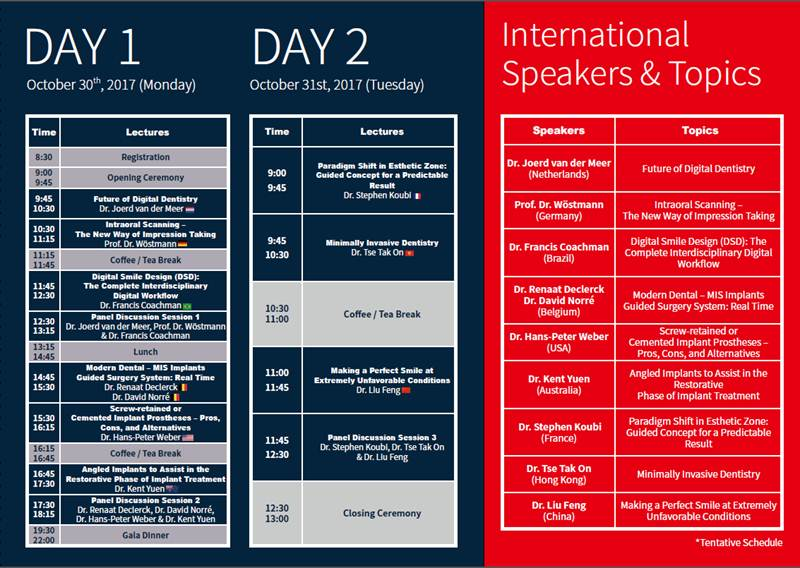 DAY 1
October 30th, 2017 (Monday)
Time Lectures
8:30 Registration
9:00
9:45
Opening Ceremony
9:45
10:30
Future of Digital Dentistry
Dr. Joerd van der Meer
10:30
11:15
Intraoral Scanning –
The New Way of Impression Taking
Prof. Dr. Wöstmann
11:15
11:45
Coffee / Tea Break
11:45
12:30
Digital Smile Design (DSD):
The Complete Interdisciplinary
Digital Workflow
Dr. Francis Coachman
12:30
13:15
Panel Discussion Session 1
Dr. Joerd van der Meer, Prof. Dr. Wöstmann
& Dr. Francis Coachman
13:15
14:45
Lunch
14:45
15:30
Modern Dental – MIS Implants
Guided Surgery System: Real Time
Dr. Renaat Declerck
Dr. David Norré
15:30
16:15
Screw-retained or
Cemented Implant Prostheses – Pros,
Cons, and Alternatives
Dr. Hans-Peter Weber
16:15
16:45
Coffee / Tea Break
16:45
17:30
Angled Implants to Assist in the
Restorative Phase of Implant Treatment
Dr. Kent Yuen
17:30
18:15
Panel Discussion Session 2
Dr. Renaat Declerck, Dr. David Norré,
Dr. Hans-Peter Weber & Dr. Kent Yuen
19:30
22:00
Gala Dinner
DAY 2
October 31st, 2017 (Tuesday)
Time Lectures
9:00
9:45
Paradigm Shift in Esthetic Zone:
Guided Concept for a Predictable
Result
Dr. Stephen Koubi
9:45
10:30
Minimally Invasive Dentistry
Dr. Tse Tak On
10:30
11:00
Coffee / Tea Break
11:00
11:45
Making a Perfect Smile at
Extremely Unfavorable Conditions
Dr. Liu Feng
11:45
12:30
Panel Discussion Session 3
Dr. Stephen Koubi, Dr. Tse Tak On
& Dr. Liu Feng
12:30
13:00
Closing Ceremony
International
Speakers & Topics
Speakers Topics
Dr. Joerd van der Meer
(Netherlands)
Future of Digital Dentistry
Prof. Dr. Wöstmann
(Germany)
Intraoral Scanning –
The New Way of Impression Taking
Dr. Francis Coachman
(Brazil)
Digital Smile Design (DSD): The
Complete Interdisciplinary Digital
Workflow
Dr. Renaat Declerck
Dr. David Norré
(Belgium)
Modern Dental – MIS Implants
Guided Surgery System: Real Time
Dr. Hans-Peter Weber
(USA)
Screw-retained or
Cemented Implant Prostheses –
Pros, Cons, and Alternatives
Dr. Kent Yuen
(Australia)
Angled Implants to Assist in the
Restorative
Phase of Implant Treatment
Dr. Stephen Koubi
(France)
Paradigm Shift in Esthetic Zone:
Guided Concept for a Predictable
Result
Dr. Tse Tak On
(Hong Kong)
Minimally Invasive Dentistry
Dr. Liu Feng
(China)
Making a Perfect Smile at Extremely
Unfavorable Conditions
*Tentative Schedule